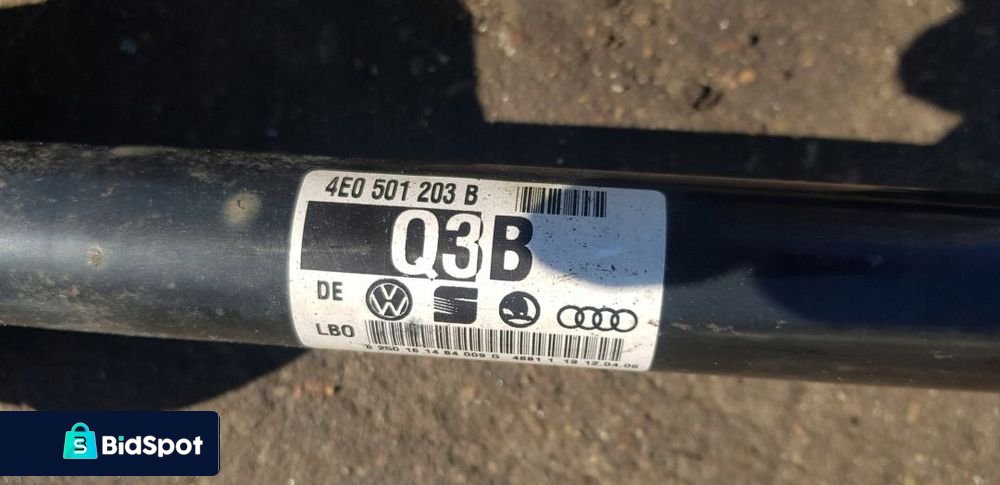 4E0 501 203 B
Q3B
DE
LBO
BidSpot